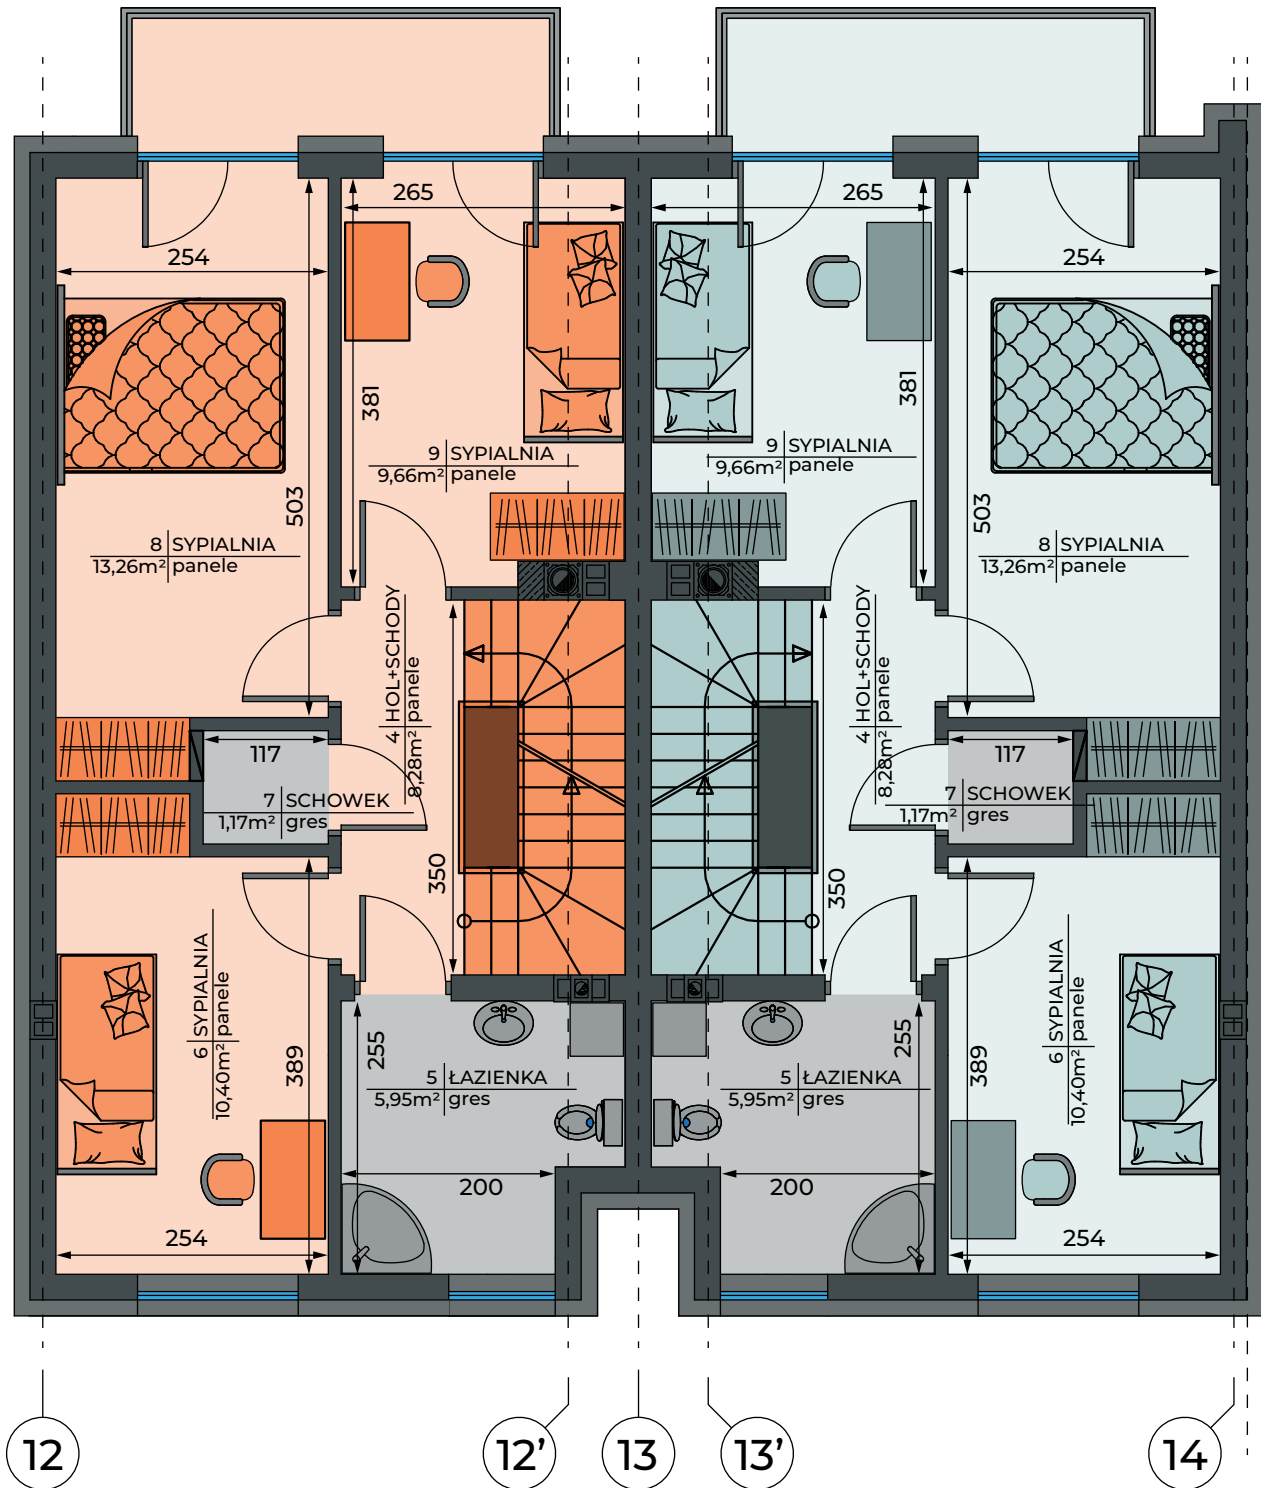 265
265
254
254
381
381
9 SYPIALNIA
9,66m² panele
9 SYPIALNIA
9,66m² panele
503
503
8 SYPIALNIA
13,26m² panele
8 SYPIALNIA
13,26m² panele
4 HOL+SCHODY
8,28m² panele
4 HOL+SCHODY
8,28m² panele
117
117
7 SCHOWEK
1,17m² gres
7 SCHOWEK
1,17m² gres
350
350
6 SYPIALNIA
10,40m² panele
6 SYPIALNIA
10,40m² panele
389
389
255
255
5 ŁAZIENKA
5,95m² gres
5 ŁAZIENKA
5,95m² gres
200
200
254
254
12
12’
13
13’
14